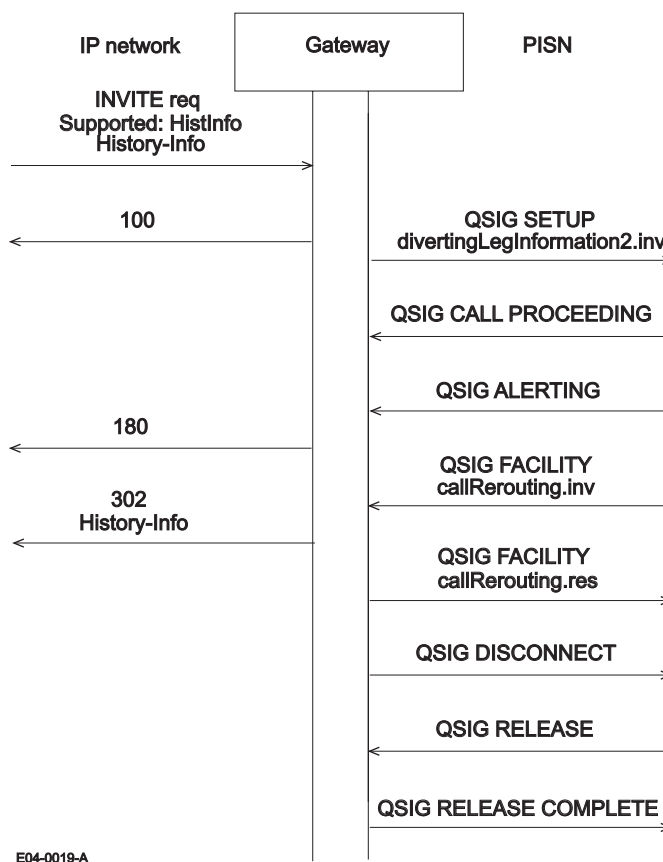 IP network
Gateway
PISN
INVITE req
Supported: HistInfo
History-Info
100
QSIG SETUP
divertingLegInformation2.inv
QSIG CALL PROCEEDING
QSIG ALERTING
180
QSIG FACILITY
callRerouting.inv
302
History-Info
QSIG FACILITY
callRerouting.res
QSIG DISCONNECT
QSIG RELEASE
QSIG RELEASE COMPLETE
E04-0019-A